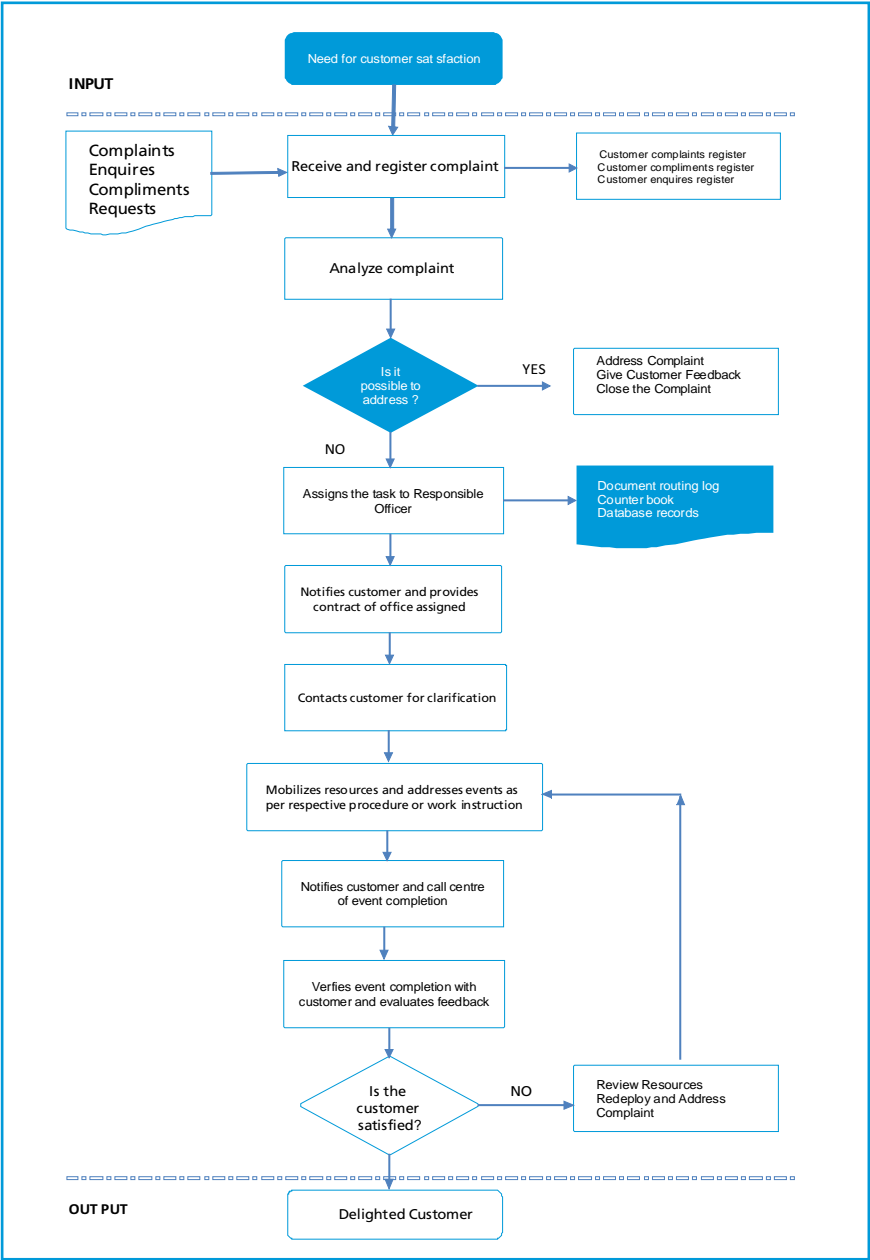 Need for customer sat sfaction
INPUT
Complaints
Enquires
Compliments
Requests
Receive and register complaint
Customer complaints register
Customer compliments register
Customer enquires register
Analyze complaint
Is it
possible to
address ?
YES
Address Complaint
Give Customer Feedback
Close the Complaint
NO
Assigns the task to Responsible
Officer
Document routing log
Counter book
Database records
Notifies customer and provides
contract of office assigned
Contacts customer for clarification
Mobilizes resources and addresses events as
per respective procedure or work instruction
Notifies customer and call centre
of event completion
Verfies event completion with
customer and evaluates feedback
Is the
customer
satisfied?
NO
Review Resources
Redeploy and Address
Complaint
OUT PUT
Delighted Customer